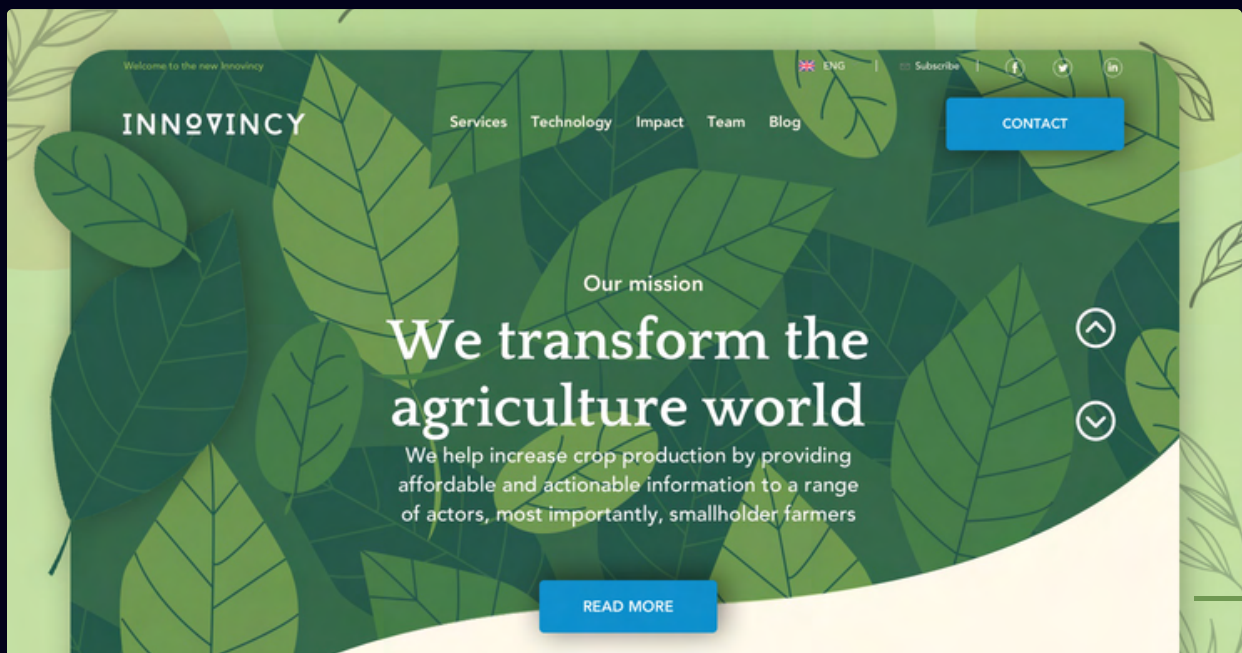 Welcome to the new Innovincy
ENG | Subscribe |
INNOVINCY
Services Technology Impact Team Blog
CONTACT
Our mission
We transform the
agriculture world
We help increase crop production by providing
affordable and actionable information to a range
of actors, most importantly, smallholder farmers
READ MORE